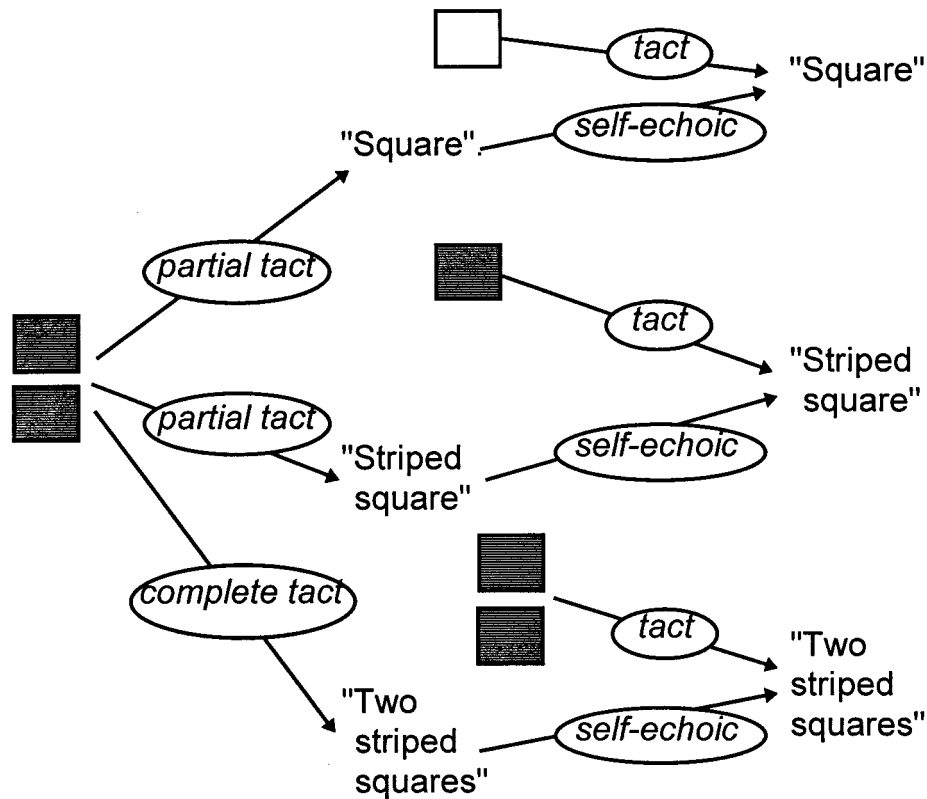 tact
"Square"
self-echoic
"Square".
partial tact
tact
"Striped
square"
partial tact
self-echoic
"Striped
square"
complete tact
tact
"Two
striped
squares"
"Two
striped
squares"
self-echoic